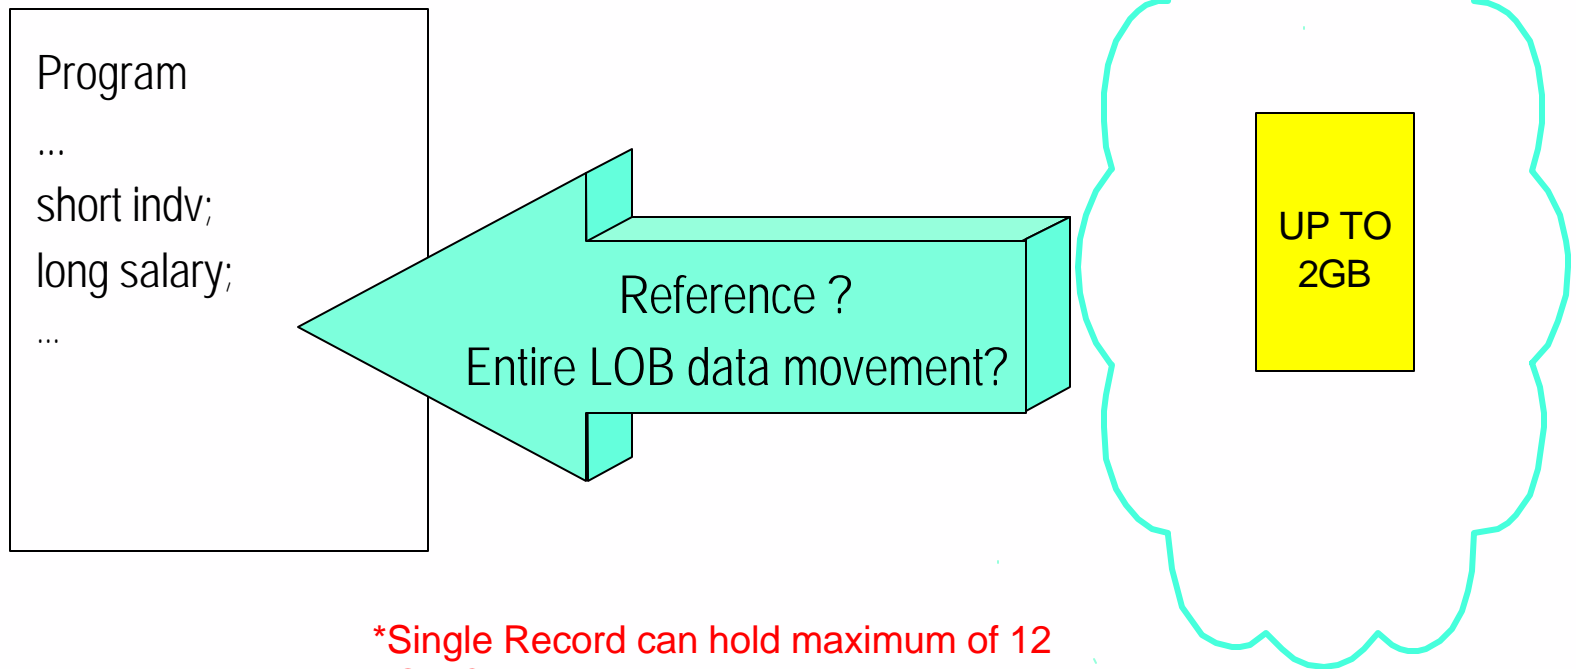 Program
...
short indv;
long salary;
...
Reference ?
Entire LOB data movement?
UP TO
2GB
*Single Record can hold maximum of 12